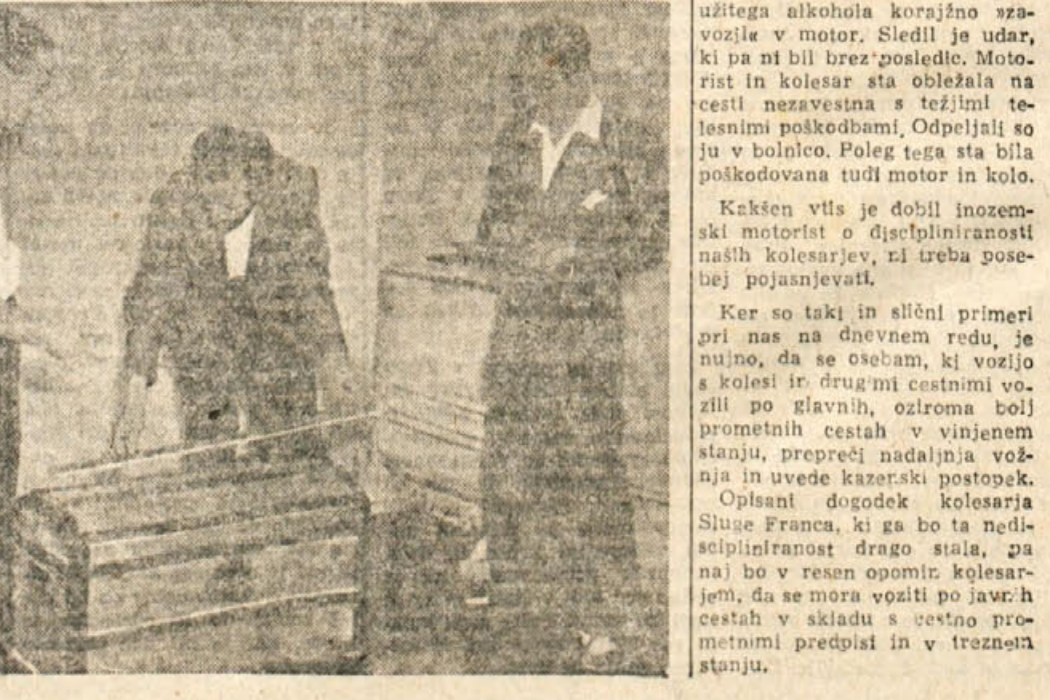 užitega alkohola korajžno »za-
vozil« v motor. Sledil je udar,
ki pa ni bil brez posledic. Moto-
rist in kolesar sta obležala na
cesti nezavestna s težjimi te-
lesnimi poškodbami. Odpeljali so
ju v bolnico. Poleg tega sta bila
poškodovana tudi motor in kolo.
Kakšen vtis je dobil inozem-
ski motorist o discipliniranosti
naših kolesarjev, ni treba pose-
bej pojasnjevati.
Ker so taki in slični primeri
pri nas na dnevnem redu, je
nujno, da se osebam, ki vozijo
s kolesi in drugimi cestnimi vo-
zili po glavnih, oziroma bolj
prometnih cestah v vinjenem
stanju, prepreči nadaljnja vož-
nja in uvede kazenski postopek.
Opisani dogodek kolesarja
Sluge Franca, ki ga bo ta nedi-
scipliniranost drago stala, pa
naj bo v resen opomin kolesar-
jem, da se mora voziti po javnih
cestah v skladu s cestno pro-
metnimi predpisi in v treznem
stanju.